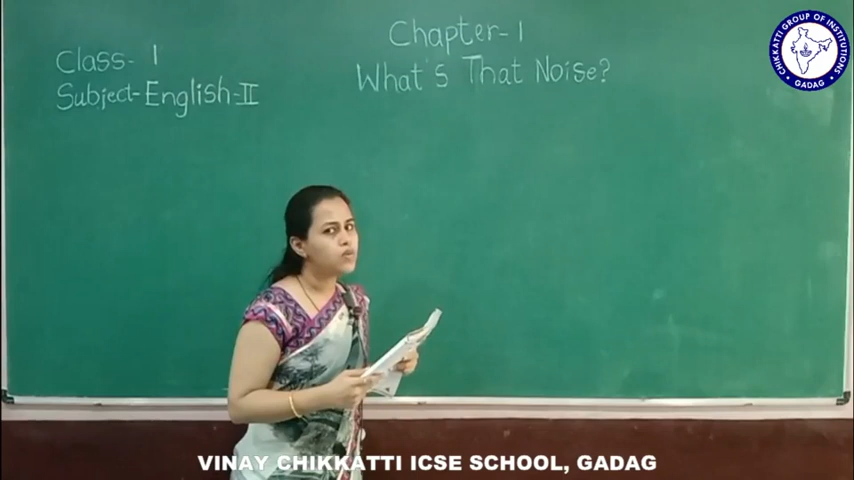 Chapter-1
Class- 1
What's That Noise?
Subject-English-II
CHIKKATTI GROUP OF INSTITUTIONS
GADAG
VINAY CHIKKATTI ICSE SCHOOL, GADAG